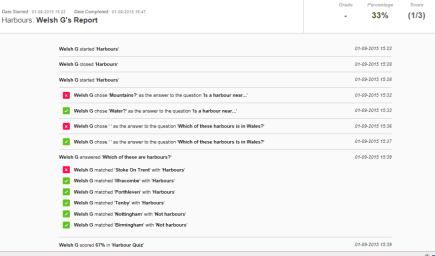 Date Started: 01-09-2015 15:22 Date Completed: 01-09-2015 15:47
Harbours: Welsh G's Report
Grade Percentage Score
- 33% (1/3)
Welsh G started 'Harbours' 01-09-2015 15:22
Welsh G closed 'Harbours' 01-09-2015 15:28
Welsh G started 'Harbours' 01-09-2015 15:28
Welsh G chose 'Mountains?' as the answer to the question 'Is a harbour near...' 01-09-2015 15:32
Welsh G chose 'Water?' as the answer to the question 'Is a harbour near...' 01-09-2015 15:33
Welsh G chose ' ' as the answer to the question 'Which of these harbours is in Wales?' 01-09-2015 15:36
Welsh G chose ' ' as the answer to the question 'Which of these harbours is in Wales?' 01-09-2015 15:37
Welsh G answered 'Which of these are harbours?' 01-09-2015 15:39
Welsh G matched 'Stoke On Trent' with 'Harbours'
Welsh G matched 'Ilfracombe' with 'Harbours'
Welsh G matched 'Porthleven' with 'Harbours'
Welsh G matched 'Tenby' with 'Harbours'
Welsh G matched 'Nottingham' with 'Not harbours'
Welsh G matched 'Birmingham' with 'Not harbours'
Welsh G scored 67% in 'Harbour Quiz' 01-09-2015 15:39